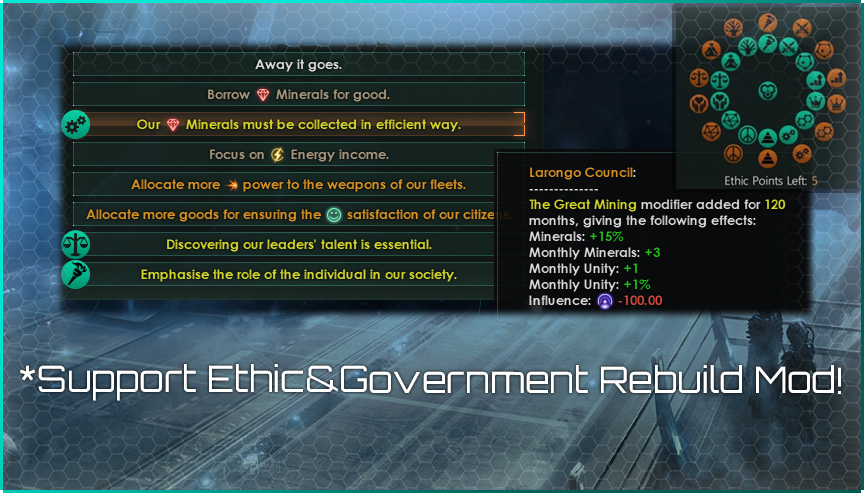 Away it goes.
Borrow Minerals for good.
Our Minerals must be collected in efficient way.
Focus on Energy income.
Allocate more power to the weapons of our fleets.
Allocate more goods for ensuring the satisfaction of our citizens.
Discovering our leaders' talent is essential.
Emphasise the role of the individual in our society.
Ethic Points Left: 5
Larongo Council:
--------------
The Great Mining modifier added for 120
months, giving the following effects:
Minerals: +15%
Monthly Minerals: +3
Monthly Unity: +1
Monthly Unity: +1%
Influence: -100.00
*Support Ethic&Government Rebuild Mod!